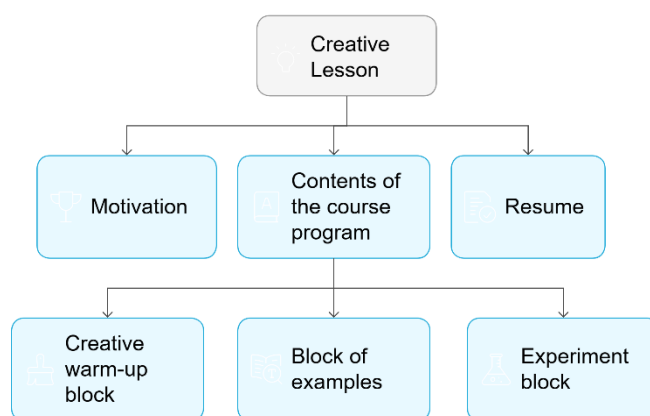 Creative
Lesson
Motivation
Contents of
the course
program
Resume
Creative
warm-up
block
Block of
examples
Experiment
block